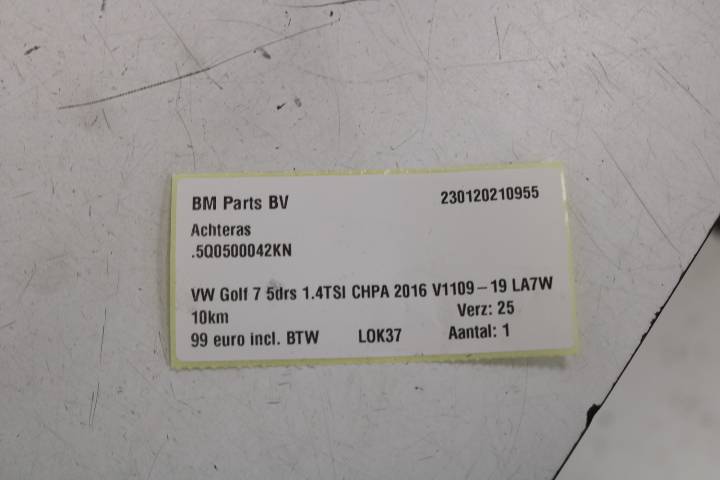 BM Parts BV 230120210955
Achteras
.5Q0500042KN
VW Golf 7 5drs 1.4TSI CHPA 2016 V1109-19 LA7W
10km Verz: 25
99 euro incl. BTW LOK37 Aantal: 1